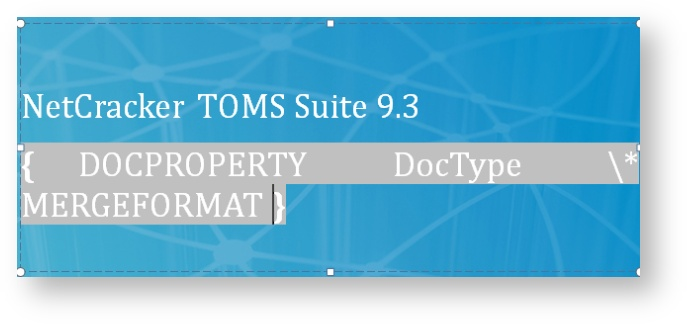 NetCracker TOMS Suite 9.3
{ DOCPROPERTY DocType \*
MERGEFORMAT }